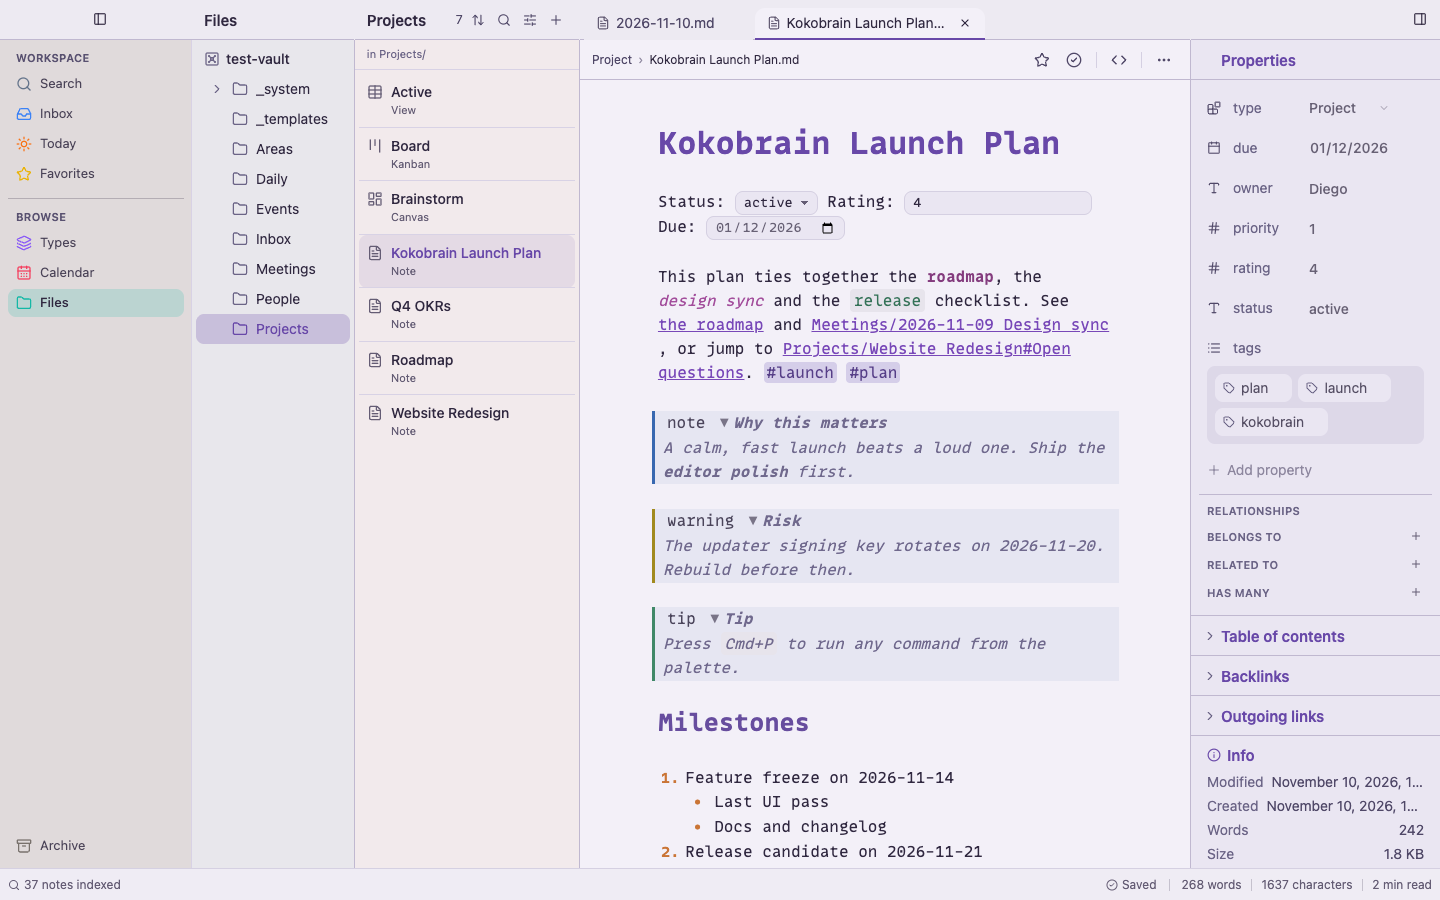 Files
Projects
7
2026-11-10.md
Kokobrain Launch Plan...
WORKSPACE
Search
Inbox
Today
Favorites
BROWSE
Types
Calendar
Files
Archive
test-vault
_system
_templates
Areas
Daily
Events
Inbox
Meetings
People
Projects
in Projects/
Active
View
Board
Kanban
Brainstorm
Canvas
Kokobrain Launch Plan
Note
Q4 OKRs
Note
Roadmap
Note
Website Redesign
Note
Project › Kokobrain Launch Plan.md
Kokobrain Launch Plan
Status: active Rating: 4
Due: 01/12/2026
This plan ties together the roadmap, the
design sync and the release checklist. See
the roadmap and Meetings/2026-11-09 Design sync
, or jump to Projects/Website Redesign#Open
questions. #launch #plan
note ▼ Why this matters
A calm, fast launch beats a loud one. Ship the
editor polish first.
warning ▼ Risk
The updater signing key rotates on 2026-11-20.
Rebuild before then.
tip ▼ Tip
Press Cmd+P to run any command from the
palette.
Milestones
1. Feature freeze on 2026-11-14
• Last UI pass
• Docs and changelog
2. Release candidate on 2026-11-21
Properties
type Project
due 01/12/2026
owner Diego
priority 1
rating 4
status active
tags
plan launch
kokobrain
+ Add property
RELATIONSHIPS
BELONGS TO +
RELATED TO +
HAS MANY +
Table of contents
Backlinks
Outgoing links
Info
Modified November 10, 2026, 1...
Created November 10, 2026, 1...
Words 242
Size 1.8 KB
37 notes indexed
Saved 268 words 1637 characters 2 min read